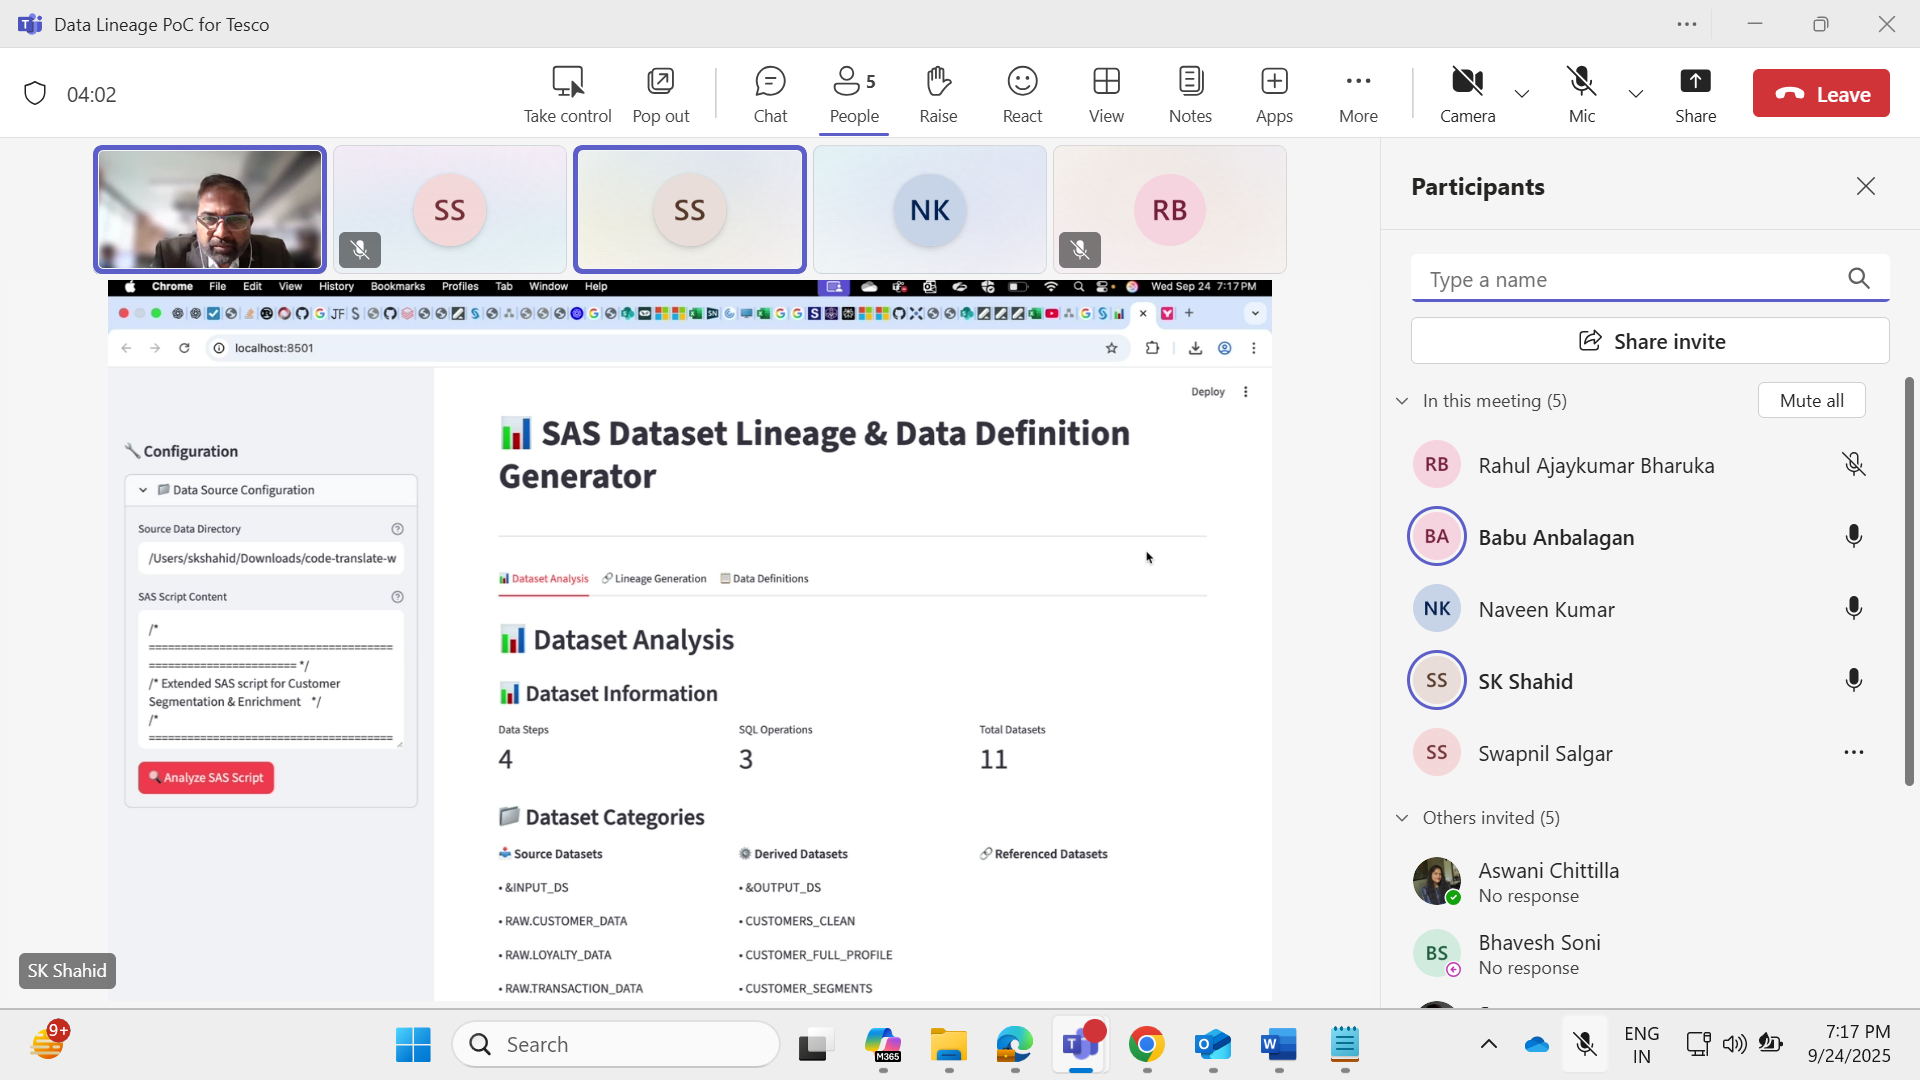 Data Lineage PoC for Tesco
04:02
Take control
Pop out
Chat
5
People
Raise
React
View
Notes
Apps
More
Camera
Mic
Share
Leave
SS
SS
NK
RB
Chrome File Edit View History Bookmarks Profiles Tab Window Help
Wed Sep 24 7:17 PM
localhost:8501
Deploy
Configuration
Data Source Configuration
Source Data Directory
/Users/skshahid/Downloads/code-translate-w
SAS Script Content
/*
========================================
======================== */
/* Extended SAS script for Customer
Segmentation & Enrichment */
/*
========================================
Analyze SAS Script
SAS Dataset Lineage & Data Definition
Generator
Dataset Analysis
Lineage Generation
Data Definitions
Dataset Analysis
Dataset Information
Data Steps
SQL Operations
Total Datasets
4
3
11
Dataset Categories
Source Datasets
Derived Datasets
Referenced Datasets
• &INPUT_DS
• &OUTPUT_DS
• RAW.CUSTOMER_DATA
• CUSTOMERS_CLEAN
• RAW.LOYALTY_DATA
• CUSTOMER_FULL_PROFILE
• RAW.TRANSACTION_DATA
• CUSTOMER_SEGMENTS
SK Shahid
Participants
Type a name
Share invite
In this meeting (5)
Mute all
RB Rahul Ajaykumar Bharuka
BA Babu Anbalagan
NK Naveen Kumar
SS SK Shahid
SS Swapnil Salgar
Others invited (5)
Aswani Chittilla
No response
BS Bhavesh Soni
No response
9+
Search
M365
ENG
IN
7:17 PM
9/24/2025